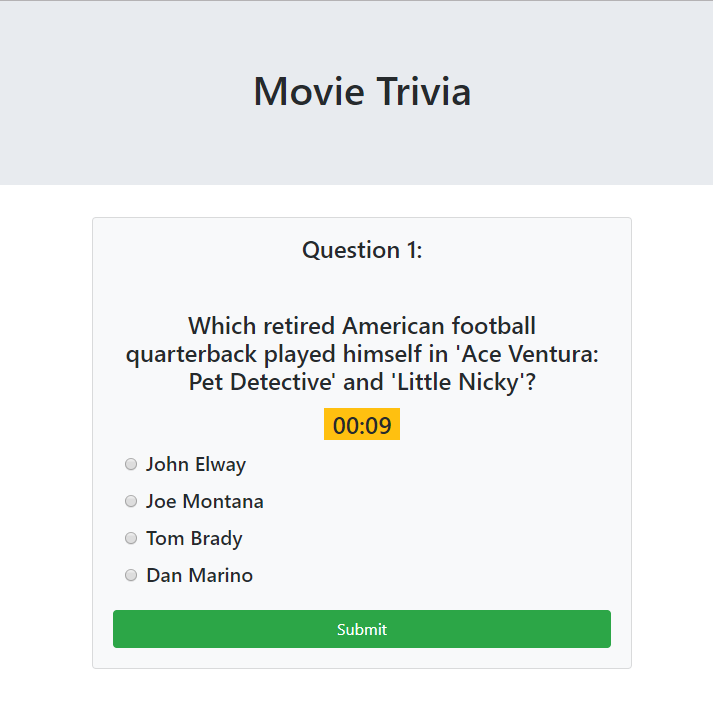 Movie Trivia
Question 1:
Which retired American football
quarterback played himself in 'Ace Ventura:
Pet Detective' and 'Little Nicky'?
00:09
John Elway
Joe Montana
Tom Brady
Dan Marino
Submit